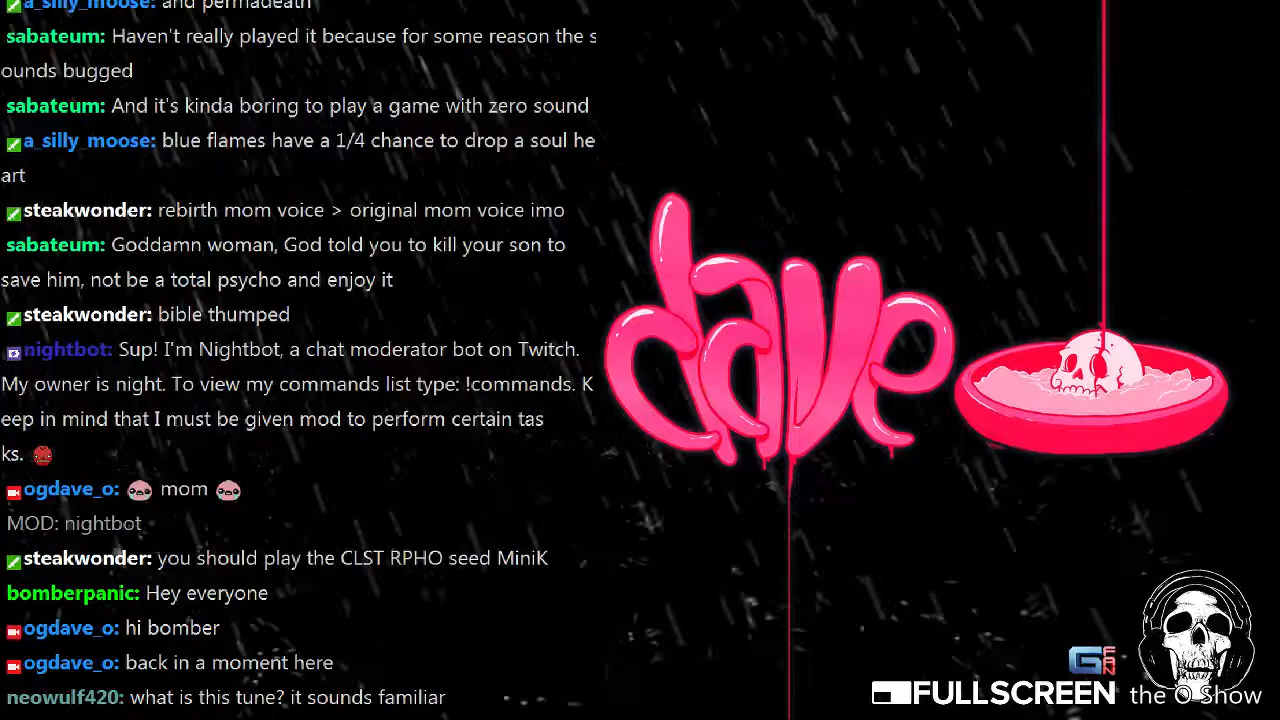 a_silly_moose: and permadeath
sabateum: Haven't really played it because for some reason the s
ounds bugged
sabateum: And it's kinda boring to play a game with zero sound
a_silly_moose: blue flames have a 1/4 chance to drop a soul he
art
steakwonder: rebirth mom voice > original mom voice imo
sabateum: Goddamn woman, God told you to kill your son to
save him, not be a total psycho and enjoy it
steakwonder: bible thumped
nightbot: Sup! I'm Nightbot, a chat moderator bot on Twitch.
My owner is night. To view my commands list type: !commands. K
eep in mind that I must be given mod to perform certain tas
ks.
ogdave_o: mom
MOD: nightbot
steakwonder: you should play the CLST RPHO seed MiniK
bomberpanic: Hey everyone
ogdave_o: hi bomber
ogdave_o: back in a moment here
neowulf420: what is this tune? it sounds familiar
dave
G FAN
FULLSCREEN the O Show